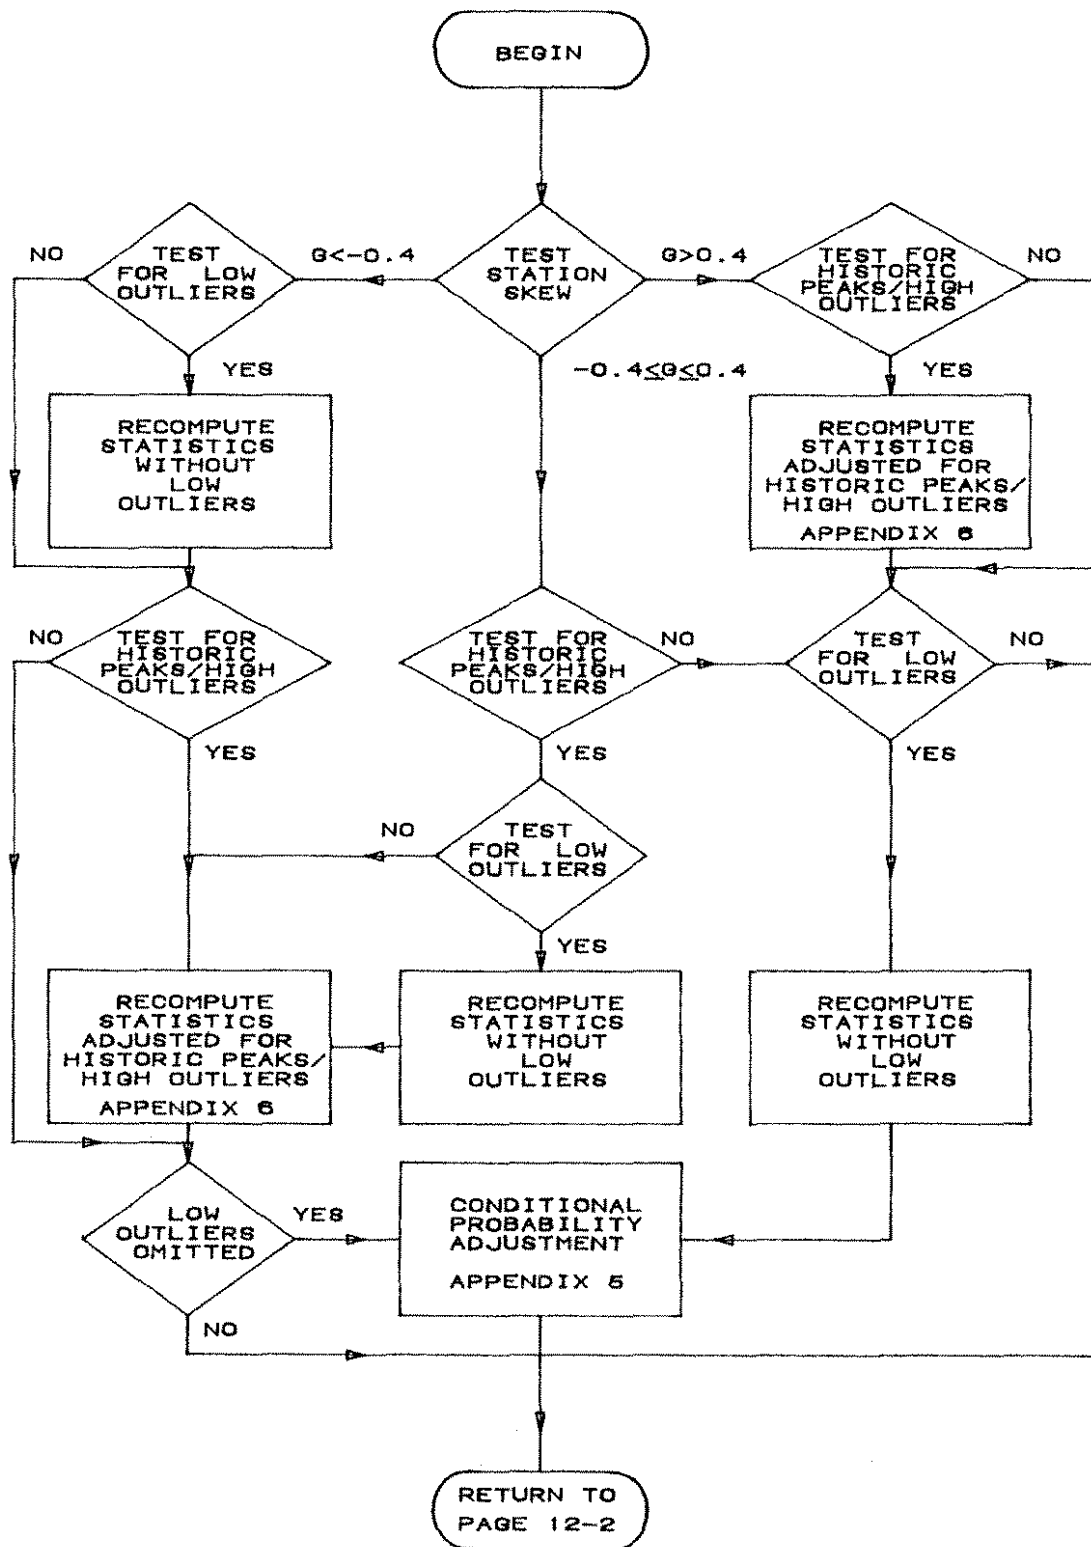 BEGIN
NO
TEST
FOR LOW
OUTLIERS
G<-0.4
TEST
STATION
SKEW
G>0.4
TEST FOR
HISTORIC
PEAKS/HIGH
OUTLIERS
NO
YES
-0.4≤G≤0.4
YES
RECOMPUTE
STATISTICS
WITHOUT
LOW
OUTLIERS
RECOMPUTE
STATISTICS
ADJUSTED FOR
HISTORIC PEAKS/
HIGH OUTLIERS
APPENDIX 6
NO
TEST FOR
HISTORIC
PEAKS/HIGH
OUTLIERS
TEST FOR
HISTORIC
PEAKS/HIGH
OUTLIERS
NO
TEST
FOR LOW
OUTLIERS
NO
YES
YES
YES
NO
TEST
FOR LOW
OUTLIERS
YES
RECOMPUTE
STATISTICS
ADJUSTED FOR
HISTORIC PEAKS/
HIGH OUTLIERS
APPENDIX 6
RECOMPUTE
STATISTICS
WITHOUT
LOW
OUTLIERS
RECOMPUTE
STATISTICS
WITHOUT
LOW
OUTLIERS
LOW
OUTLIERS
OMITTED
YES
CONDITIONAL
PROBABILITY
ADJUSTMENT
APPENDIX 5
NO
RETURN TO
PAGE 12-2